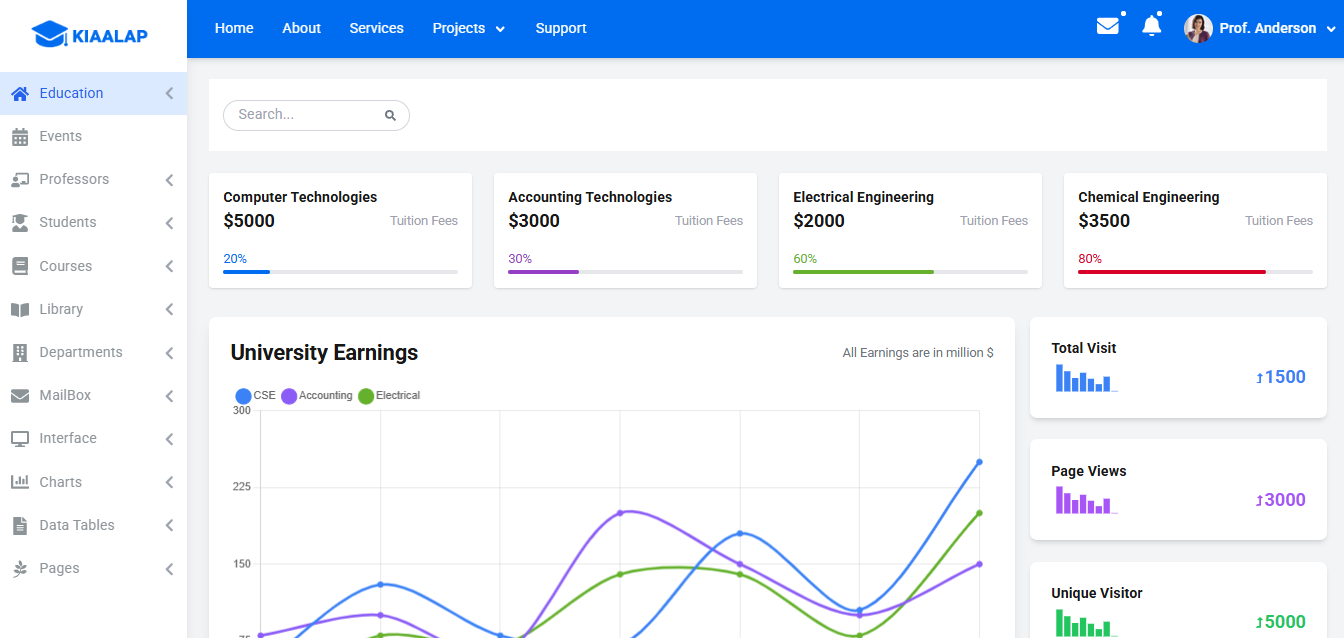 KIAALAP
Home About Services Projects Support
Prof. Anderson
Education
Events
Professors
Students
Courses
Library
Departments
MailBox
Interface
Charts
Data Tables
Pages
Search...
Computer Technologies
$5000 Tuition Fees
20%
Accounting Technologies
$3000 Tuition Fees
30%
Electrical Engineering
$2000 Tuition Fees
60%
Chemical Engineering
$3500 Tuition Fees
80%
University Earnings
All Earnings are in million $
CSE Accounting Electrical
300
225
150
75
Total Visit
1500
Page Views
3000
Unique Visitor
5000